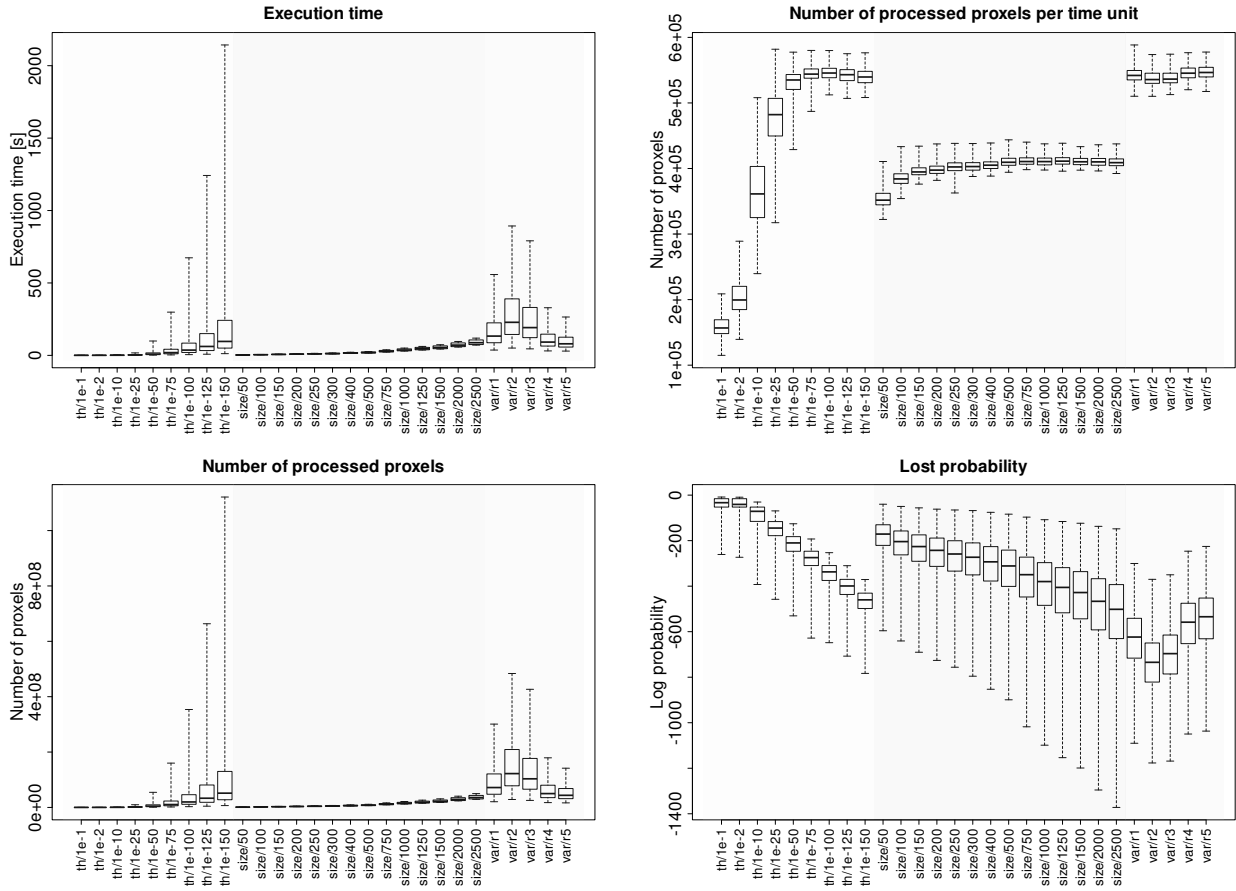 Execution time
Execution time [s]
2000
1500
1000
500
0
th/1e-1
th/1e-2
th/1e-10
th/1e-25
th/1e-50
th/1e-75
th/1e-100
th/1e-125
th/1e-150
size/50
size/100
size/150
size/200
size/250
size/300
size/400
size/500
size/750
size/1000
size/1250
size/1500
size/2000
size/2500
var/r1
var/r2
var/r3
var/r4
var/r5
Number of processed proxels per time unit
Number of proxels
6e+05
5e+05
4e+05
3e+05
2e+05
1e+05
th/1e-1
th/1e-2
th/1e-10
th/1e-25
th/1e-50
th/1e-75
th/1e-100
th/1e-125
th/1e-150
size/50
size/100
size/150
size/200
size/250
size/300
size/400
size/500
size/750
size/1000
size/1250
size/1500
size/2000
size/2500
var/r1
var/r2
var/r3
var/r4
var/r5
Number of processed proxels
Number of proxels
8e+08
4e+08
0e+00
th/1e-1
th/1e-2
th/1e-10
th/1e-25
th/1e-50
th/1e-75
th/1e-100
th/1e-125
th/1e-150
size/50
size/100
size/150
size/200
size/250
size/300
size/400
size/500
size/750
size/1000
size/1250
size/1500
size/2000
size/2500
var/r1
var/r2
var/r3
var/r4
var/r5
Lost probability
Log probability
0
200
600
-1000
-1400
th/1e-1
th/1e-2
th/1e-10
th/1e-25
th/1e-50
th/1e-75
th/1e-100
th/1e-125
th/1e-150
size/50
size/100
size/150
size/200
size/250
size/300
size/400
size/500
size/750
size/1000
size/1250
size/1500
size/2000
size/2500
var/r1
var/r2
var/r3
var/r4
var/r5